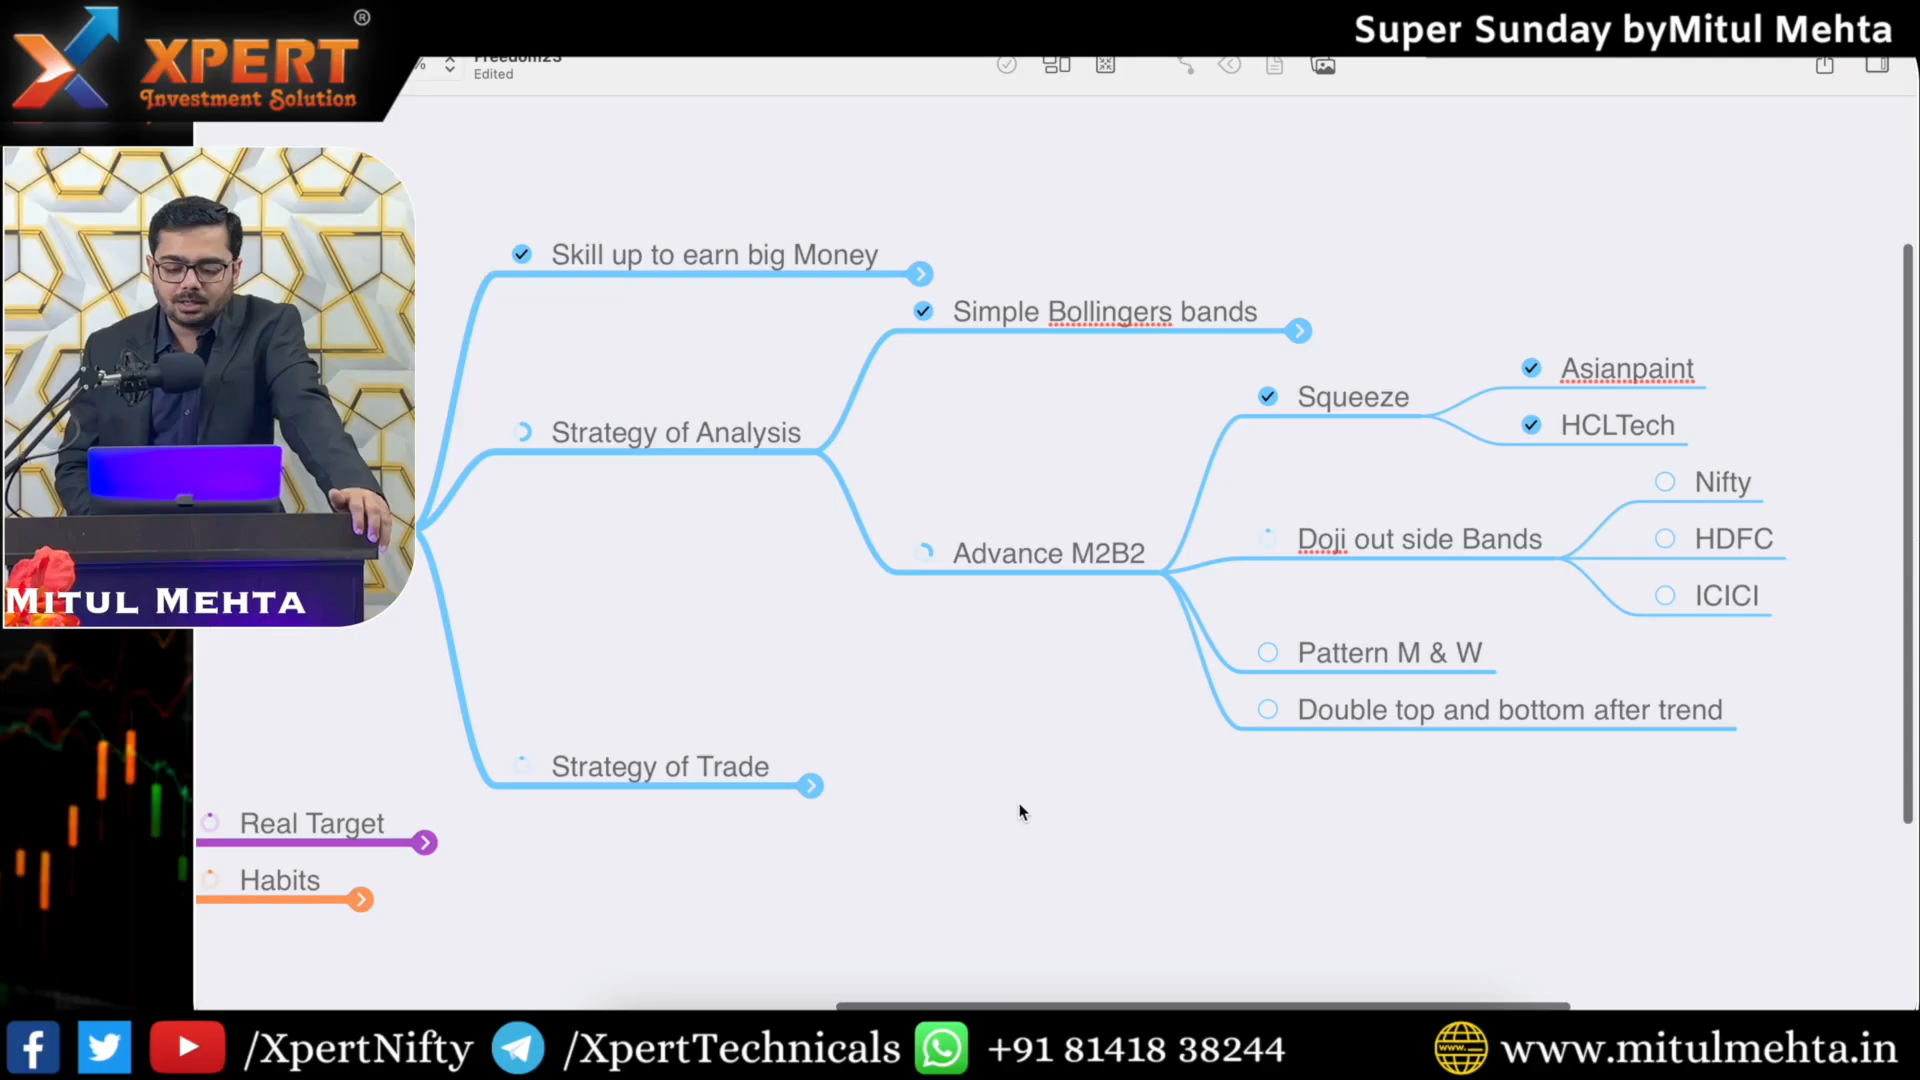 XPERT
®
Investment Solution
Super Sunday byMitul Mehta
Freedom23
Edited
Skill up to earn big Money
Simple Bollingers bands
Asianpaint
Squeeze
HCLTech
Strategy of Analysis
Nifty
Doji out side Bands
HDFC
Advance M2B2
ICICI
Pattern M & W
Double top and bottom after trend
Strategy of Trade
Real Target
Habits
MITUL MEHTA
/XpertNifty
/XpertTechnicals
+91 81418 38244
www...
www.mitulmehta.in